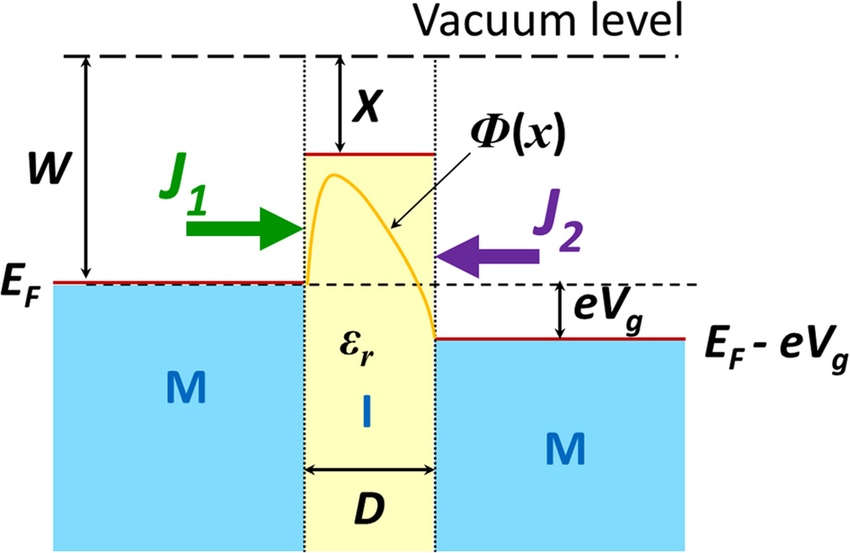 Vacuum level
X
Φ(x)
W
J1
J2
EF
eVg
EF - eVg
εr
M
I
M
D